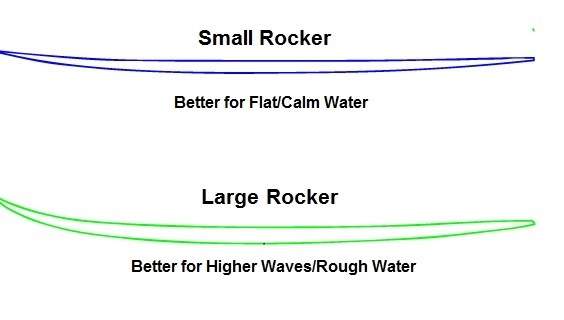 Small Rocker
Better for Flat/Calm Water
Large Rocker
Better for Higher Waves/Rough Water